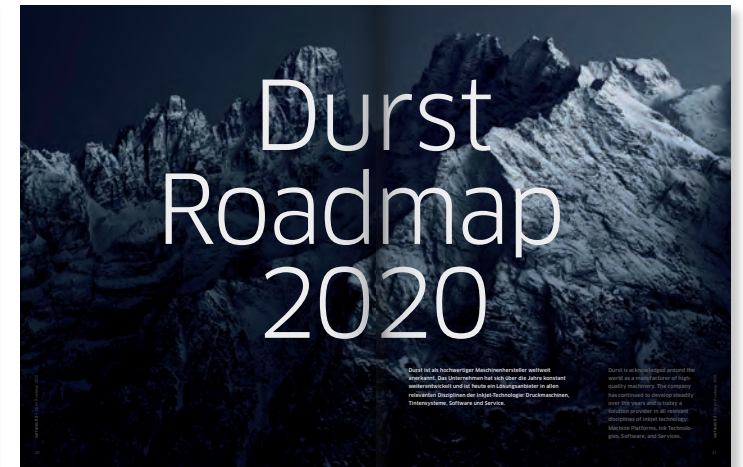 Durst
Roadmap
2020
Durst ist als hochwertiger Maschinenhersteller weltweit
anerkannt. Das Unternehmen hat sich über die Jahre konstant
weiterentwickelt und ist heute ein Lösungsanbieter in allen
relevanten Disziplinen der Inkjet-Technologie: Druckmaschinen,
Tintensysteme, Software und Service.
Durst is acknowledged around the
world as a manufacturer of high-
quality machinery. The company
has continued to develop steadily
over the years and is today a
solution provider in all relevant
disciplines of inkjet technology:
Machine Platforms, Ink Technolo-
gies, Software, and Services.